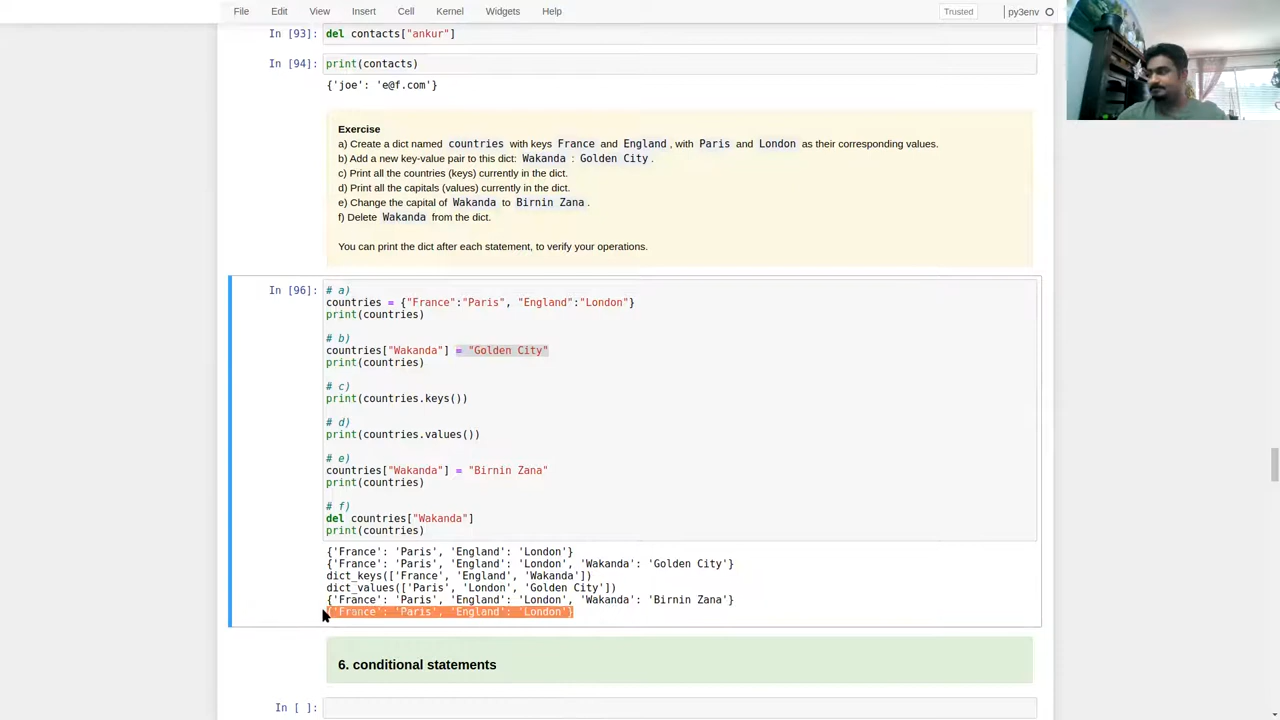 File Edit View Insert Cell Kernel Widgets Help Trusted py3env
In [93]: del contacts["ankur"]
In [94]: print(contacts)
{'joe': 'e@f.com'}
Exercise
a) Create a dict named countries with keys France and England, with Paris and London as their corresponding values.
b) Add a new key-value pair to this dict: Wakanda : Golden City.
c) Print all the countries (keys) currently in the dict.
d) Print all the capitals (values) currently in the dict.
e) Change the capital of Wakanda to Birnin Zana.
f) Delete Wakanda from the dict.
You can print the dict after each statement, to verify your operations.
In [96]: # a)
countries = {"France":"Paris", "England":"London"}
print(countries)
# b)
countries["Wakanda"] = "Golden City"
print(countries)
# c)
print(countries.keys())
# d)
print(countries.values())
# e)
countries["Wakanda"] = "Birnin Zana"
print(countries)
# f)
del countries["Wakanda"]
print(countries)
{'France': 'Paris', 'England': 'London'}
{'France': 'Paris', 'England': 'London', 'Wakanda': 'Golden City'}
dict_keys(['France', 'England', 'Wakanda'])
dict_values(['Paris', 'London', 'Golden City'])
{'France': 'Paris', 'England': 'London', 'Wakanda': 'Birnin Zana'}
{'France': 'Paris', 'England': 'London'}
6. conditional statements
In [ ]: